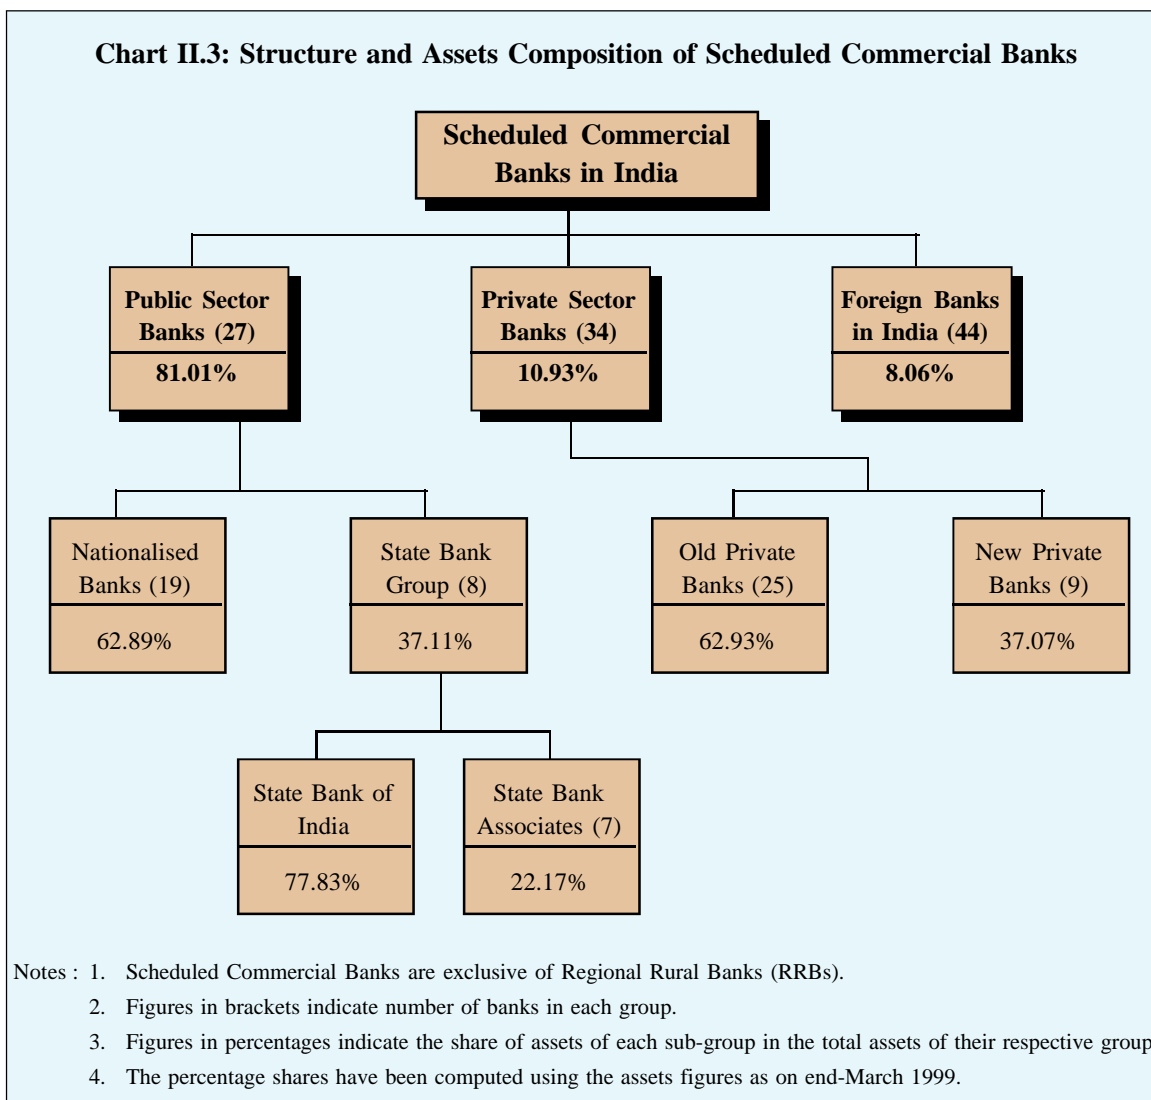 Chart II.3: Structure and Assets Composition of Scheduled Commercial Banks
Scheduled Commercial
Banks in India
Public Sector
Banks (27)
81.01%
Private Sector
Banks (34)
10.93%
Foreign Banks
in India (44)
8.06%
Nationalised
Banks (19)
62.89%
State Bank
Group (8)
37.11%
Old Private
Banks (25)
62.93%
New Private
Banks (9)
37.07%
State Bank of
India
77.83%
State Bank
Associates (7)
22.17%
Notes : 1. Scheduled Commercial Banks are exclusive of Regional Rural Banks (RRBs).
2. Figures in brackets indicate number of banks in each group.
3. Figures in percentages indicate the share of assets of each sub-group in the total assets of their respective group
4. The percentage shares have been computed using the assets figures as on end-March 1999.